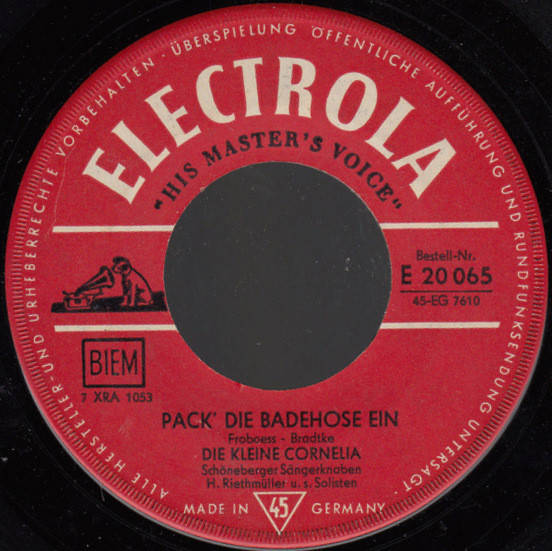 ALLE HERSTELLER- UND URHEBERRECHTE VORBEHALTEN · ÜBERSPIELUNG ÖFFENTLICHE AUFFÜHRUNG UND RUNDFUNKSENDUNG UNTERSAGT ·
ELECTROLA
"HIS MASTER'S VOICE"
Bestell-Nr.
E 20 065
45-EG 7610
BIEM
7 XRA 1053
PACK' DIE BADEHOSE EIN
Froboess - Bradtke
DIE KLEINE CORNELIA
Schöneberger Sängerknaben
H. Riethmüller u. s. Solisten
MADE IN 45 GERMANY